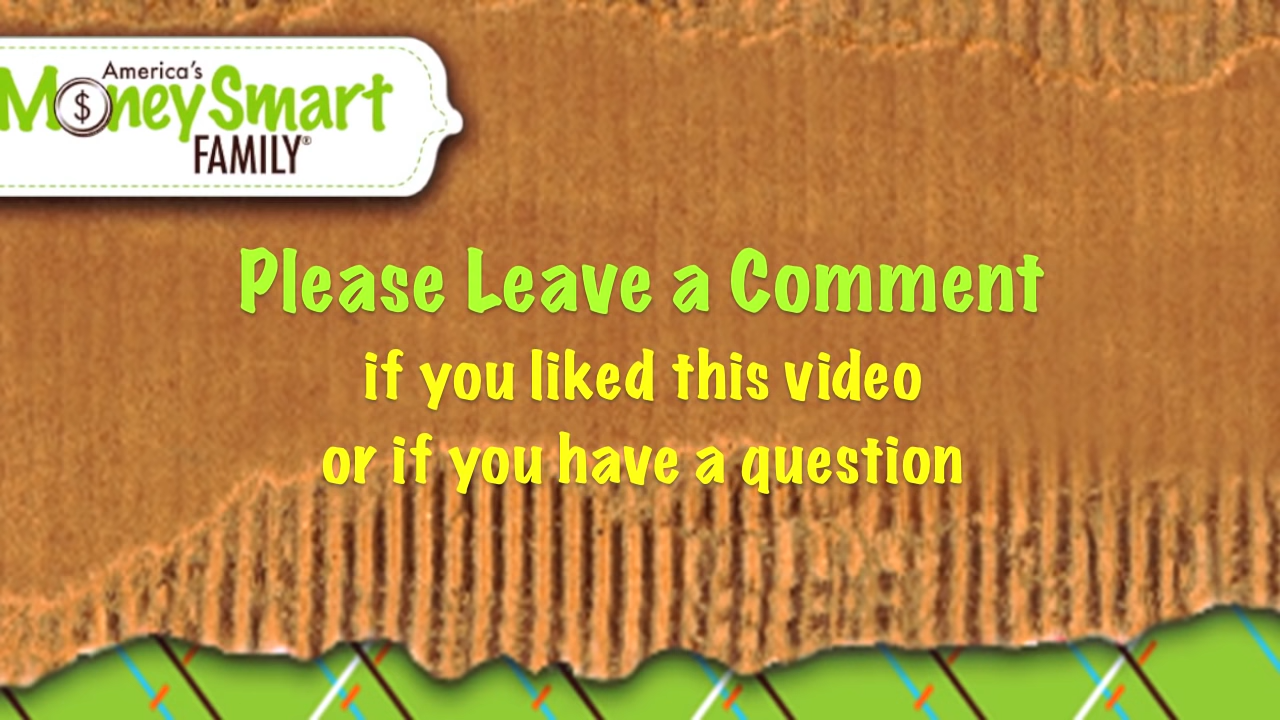 America's
MoneySmart
FAMILY®
Please Leave a Comment
if you liked this video
or if you have a question